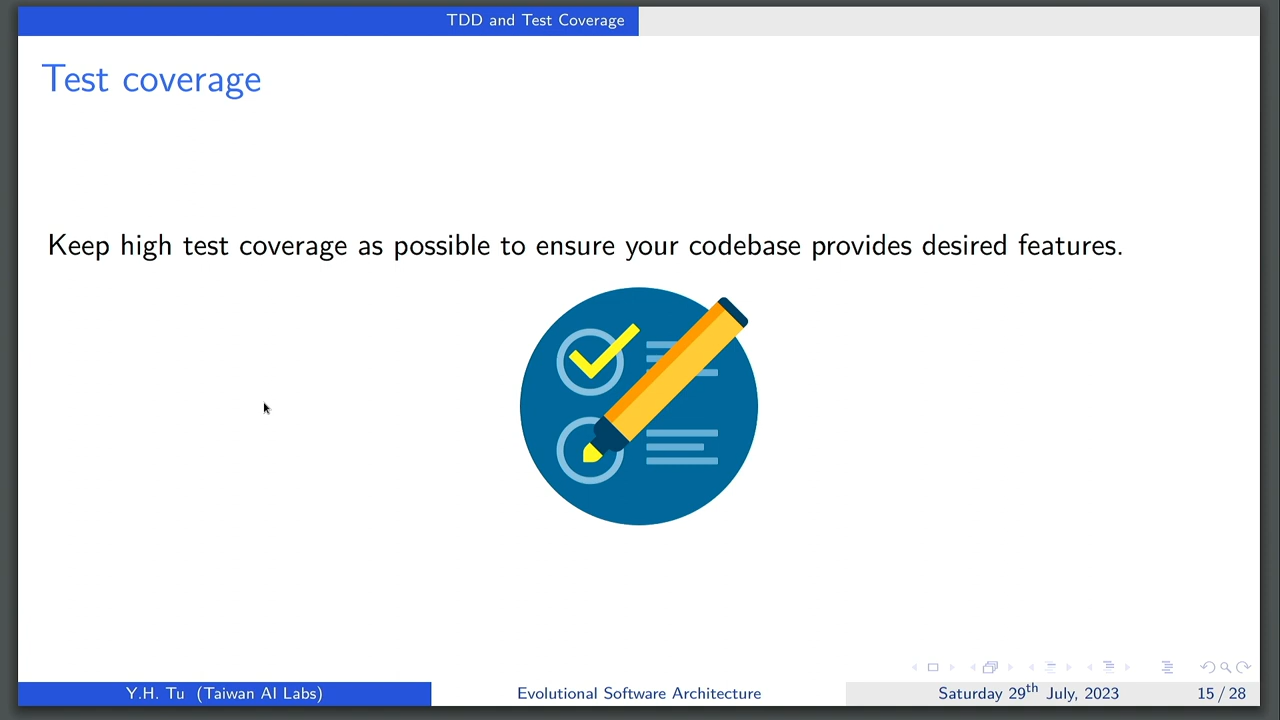 TDD and Test Coverage
Test coverage
Keep high test coverage as possible to ensure your codebase provides desired features.
Y.H. Tu (Taiwan AI Labs)
Evolutional Software Architecture
Saturday 29th July, 2023
15 / 28